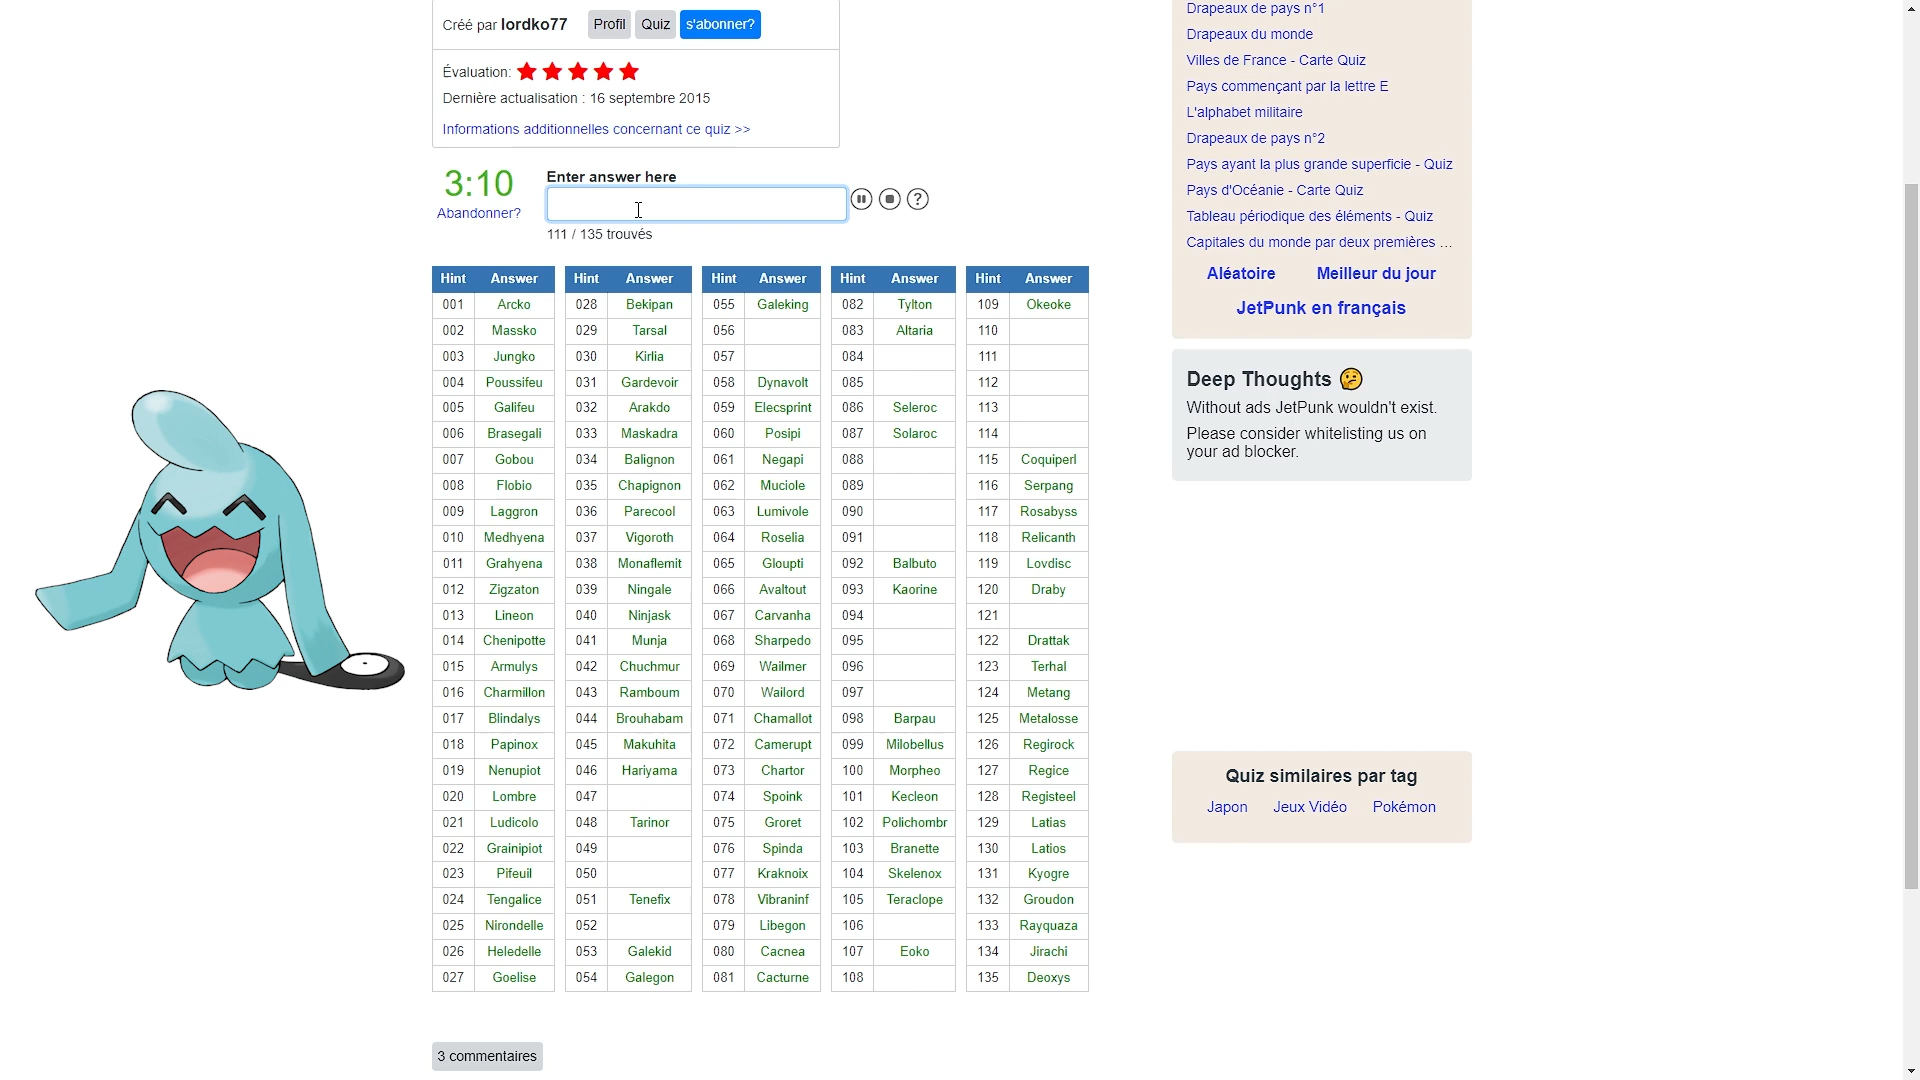 Créé par lordko77 Profil Quiz s'abonner?
Évaluation:
Dernière actualisation : 16 septembre 2015
Informations additionnelles concernant ce quiz >>
3:10
Abandonner?
Enter answer here
111 / 135 trouvés
Hint Answer Hint Answer Hint Answer Hint Answer Hint Answer
001 Arcko 028 Bekipan 055 Galeking 082 Tylton 109 Okeoke
002 Massko 029 Tarsal 056 083 Altaria 110
003 Jungko 030 Kirlia 057 084 111
004 Poussifeu 031 Gardevoir 058 Dynavolt 085 112
005 Galifeu 032 Arakdo 059 Elecsprint 086 Seleroc 113
006 Brasegali 033 Maskadra 060 Posipi 087 Solaroc 114
007 Gobou 034 Balignon 061 Negapi 088 115 Coquiperl
008 Flobio 035 Chapignon 062 Muciole 089 116 Serpang
009 Laggron 036 Parecool 063 Lumivole 090 117 Rosabyss
010 Medhyena 037 Vigoroth 064 Roselia 091 118 Relicanth
011 Grahyena 038 Monaflemit 065 Gloupti 092 Balbuto 119 Lovdisc
012 Zigzaton 039 Ningale 066 Avaltout 093 Kaorine 120 Draby
013 Lineon 040 Ninjask 067 Carvanha 094 121
014 Chenipotte 041 Munja 068 Sharpedo 095 122 Drattak
015 Armulys 042 Chuchmur 069 Wailmer 096 123 Terhal
016 Charmillon 043 Ramboum 070 Wailord 097 124 Metang
017 Blindalys 044 Brouhabam 071 Chamallot 098 Barpau 125 Metalosse
018 Papinox 045 Makuhita 072 Camerupt 099 Milobellus 126 Regirock
019 Nenupiot 046 Hariyama 073 Chartor 100 Morpheo 127 Regice
020 Lombre 047 074 Spoink 101 Kecleon 128 Registeel
021 Ludicolo 048 Tarinor 075 Groret 102 Polichombr 129 Latias
022 Grainipiot 049 076 Spinda 103 Branette 130 Latios
023 Pifeuil 050 077 Kraknoix 104 Skelenox 131 Kyogre
024 Tengalice 051 Tenefix 078 Vibraninf 105 Teraclope 132 Groudon
025 Nirondelle 052 079 Libegon 106 133 Rayquaza
026 Heledelle 053 Galekid 080 Cacnea 107 Eoko 134 Jirachi
027 Goelise 054 Galegon 081 Cacturne 108 135 Deoxys
3 commentaires
Drapeaux de pays n°1
Drapeaux du monde
Villes de France - Carte Quiz
Pays commençant par la lettre E
L'alphabet militaire
Drapeaux de pays n°2
Pays ayant la plus grande superficie - Quiz
Pays d'Océanie - Carte Quiz
Tableau périodique des éléments - Quiz
Capitales du monde par deux premières ...
Aléatoire Meilleur du jour
JetPunk en français
Deep Thoughts
Without ads JetPunk wouldn't exist.
Please consider whitelisting us on
your ad blocker.
Quiz similaires par tag
Japon Jeux Vidéo Pokémon